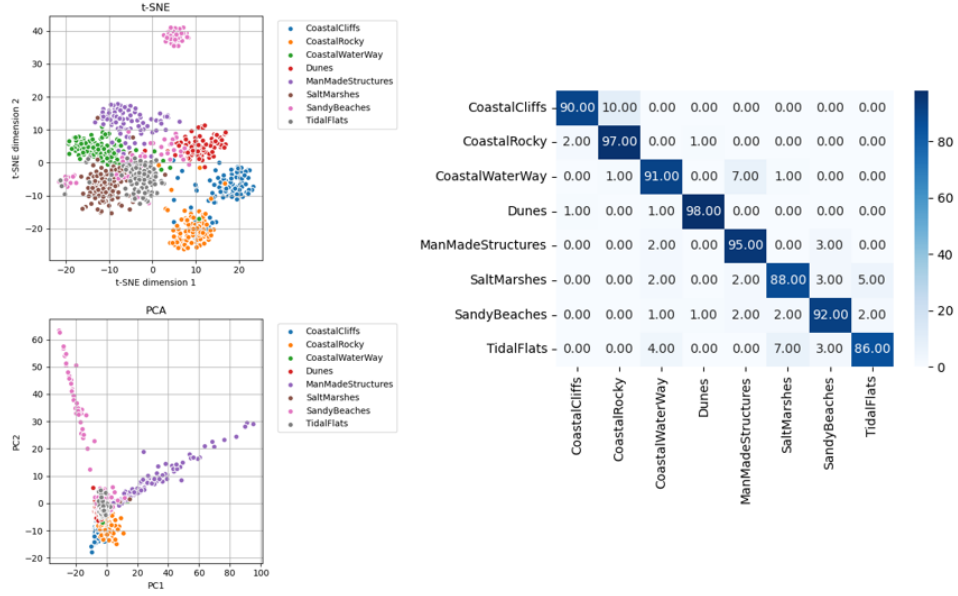 t-SNE
t-SNE dimension 2
40
30
20
10
0
−10
−20
−20 −10 0 10 20
t-SNE dimension 1
CoastalCliffs
CoastalRocky
CoastalWaterWay
Dunes
ManMadeStructures
SaltMarshes
SandyBeaches
TidalFlats
PCA
PC2
60
50
40
30
20
10
0
−10
−20
−20 0 20 40 60 80 100
PC1
CoastalCliffs
CoastalRocky
CoastalWaterWay
Dunes
ManMadeStructures
SaltMarshes
SandyBeaches
TidalFlats
CoastalCliffs 90.00 10.00 0.00 0.00 0.00 0.00 0.00 0.00
CoastalRocky 2.00 97.00 0.00 1.00 0.00 0.00 0.00 0.00
CoastalWaterWay 0.00 1.00 91.00 0.00 7.00 1.00 0.00 0.00
Dunes 1.00 0.00 1.00 98.00 0.00 0.00 0.00 0.00
ManMadeStructures 0.00 0.00 2.00 0.00 95.00 0.00 3.00 0.00
SaltMarshes 0.00 0.00 2.00 0.00 2.00 88.00 3.00 5.00
SandyBeaches 0.00 0.00 1.00 1.00 2.00 2.00 92.00 2.00
TidalFlats 0.00 0.00 4.00 0.00 0.00 7.00 3.00 86.00
CoastalCliffs
CoastalRocky
CoastalWaterWay
Dunes
ManMadeStructures
SaltMarshes
SandyBeaches
TidalFlats
80
60
40
20
0